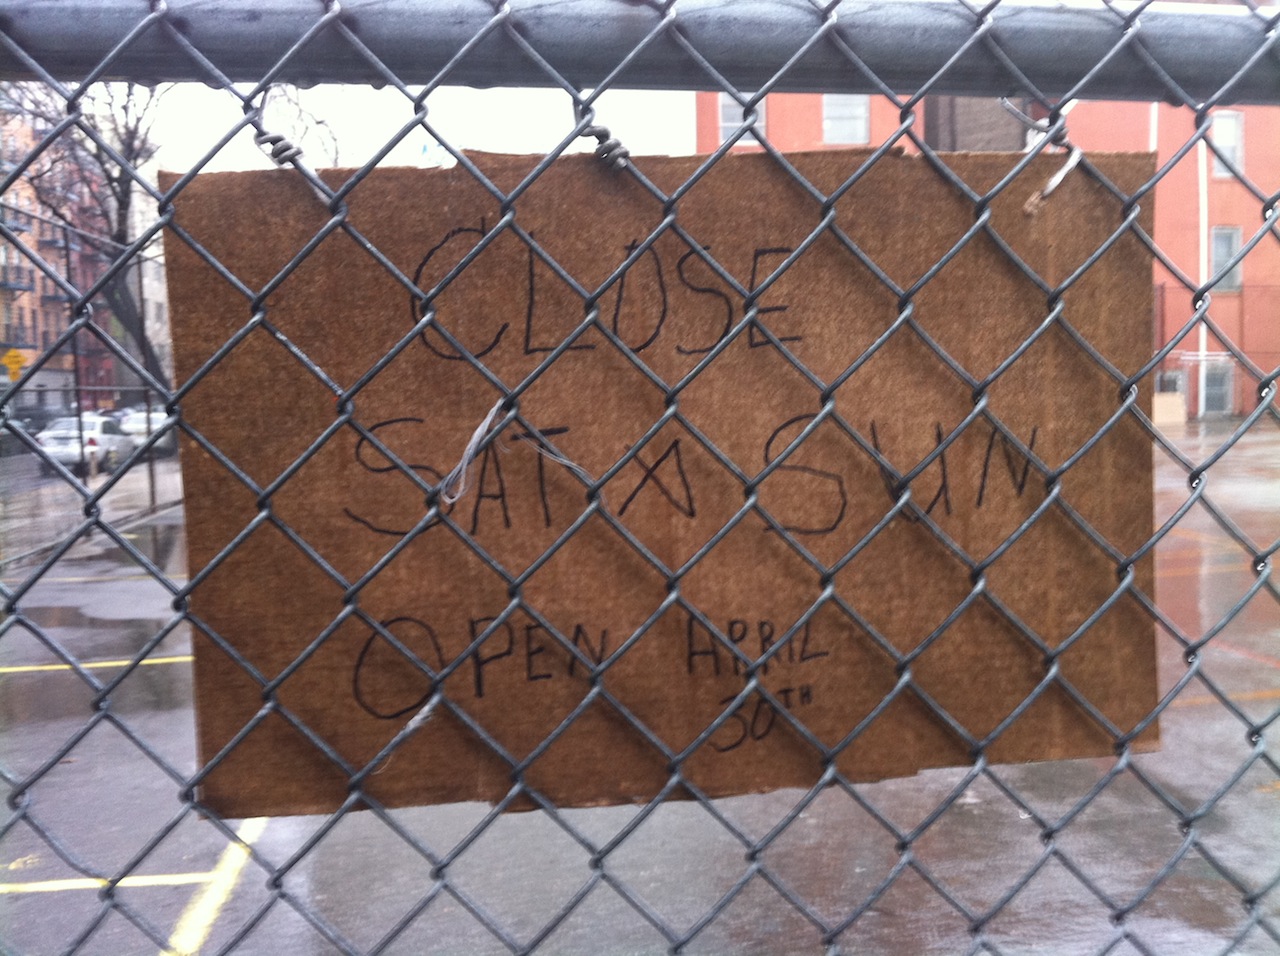 CLOSE
SAT & SUN
OPEN APRIL
30TH